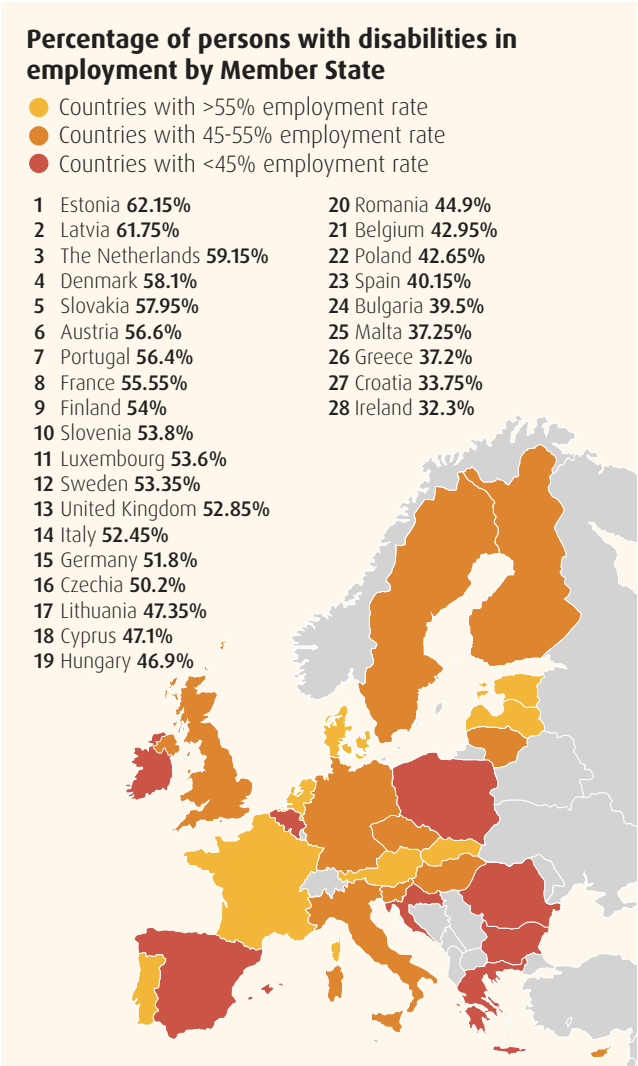 Percentage of persons with disabilities in
employment by Member State
Countries with >55% employment rate
Countries with 45-55% employment rate
Countries with <45% employment rate
1 Estonia 62.15%
2 Latvia 61.75%
3 The Netherlands 59.15%
4 Denmark 58.1%
5 Slovakia 57.95%
6 Austria 56.6%
7 Portugal 56.4%
8 France 55.55%
9 Finland 54%
10 Slovenia 53.8%
11 Luxembourg 53.6%
12 Sweden 53.35%
13 United Kingdom 52.85%
14 Italy 52.45%
15 Germany 51.8%
16 Czechia 50.2%
17 Lithuania 47.35%
18 Cyprus 47.1%
19 Hungary 46.9%
20 Romania 44.9%
21 Belgium 42.95%
22 Poland 42.65%
23 Spain 40.15%
24 Bulgaria 39.5%
25 Malta 37.25%
26 Greece 37.2%
27 Croatia 33.75%
28 Ireland 32.3%